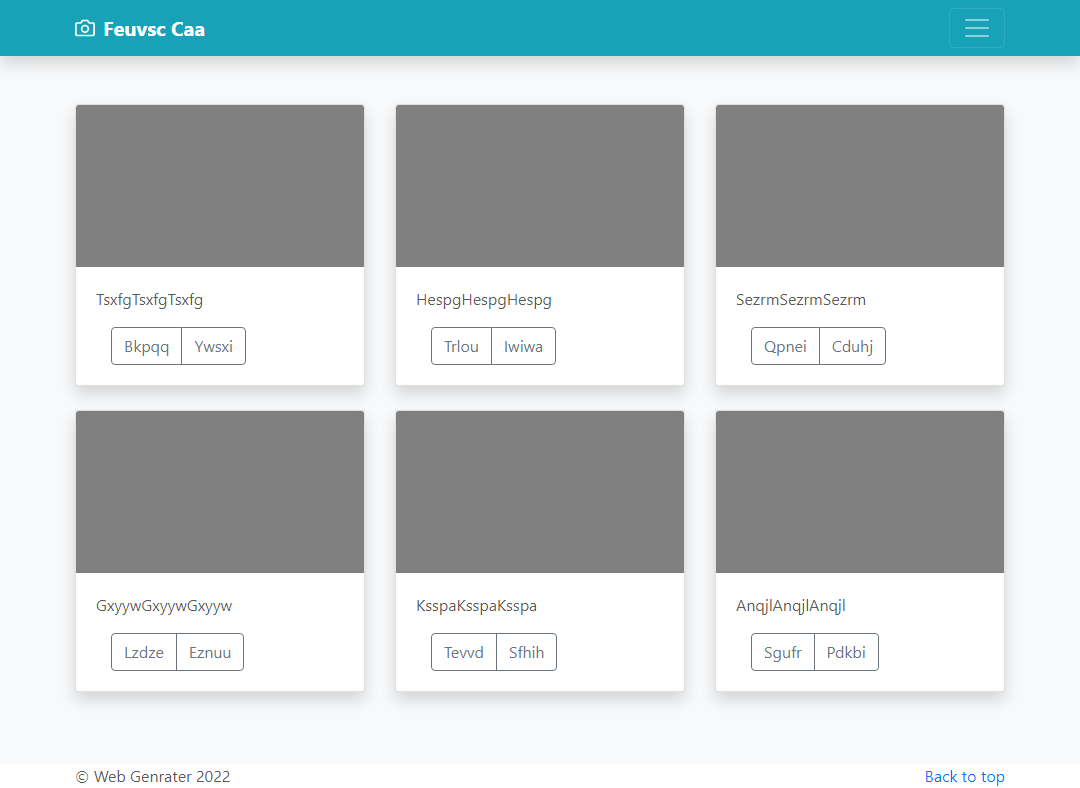 Feuvsc Caa
TsxfgTsxfgTsxfg
Bkpqq Ywsxi
HespgHespgHespg
Trlou Iwiwa
SezrmSezrmSezrm
Qpnei Cduhj
GxyywGxyywGxyyw
Lzdze Eznuu
KsspaKsspaKsspa
Tevvd Sfhih
AnqjlAnqjlAnqjl
Sgufr Pdkbi
© Web Genrater 2022
Back to top